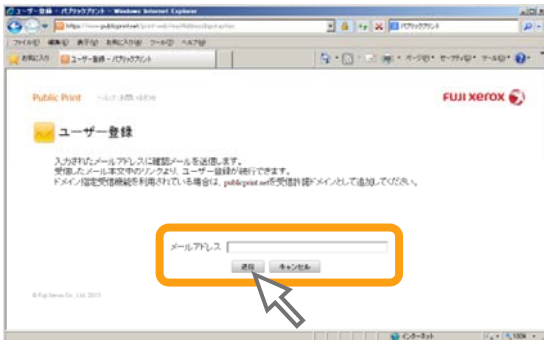 ユーザー登録 - パブリックプリント - Windows Internet Explorer
パブリックプリント
お気に入り
ユーザー登録 - パブリックプリント
Public Print
FUJI XEROX
ユーザー登録
入力されたメールアドレスに確認メールを送信します。
受信したメール本文中のリンクより、ユーザー登録が続行できます。
ドメイン指定受信機能を利用されている場合は、publicprint.netを受信許諾ドメインとして追加してください。
メールアドレス
送信 キャンセル
© Fuji Xerox Co., Ltd. 2013
インターネット
100%